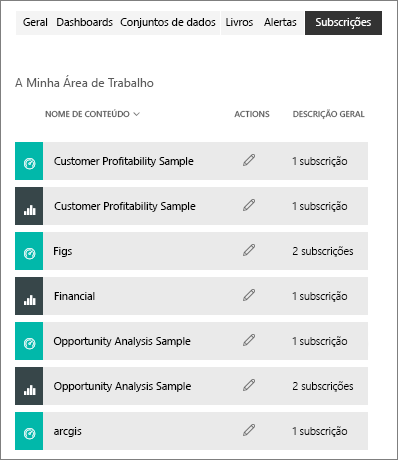 Geral Dashboards Conjuntos de dados Livros Alertas Subscrições
A Minha Área de Trabalho
NOME DE CONTEÚDO ACTIONS DESCRIÇÃO GERAL
Customer Profitability Sample 1 subscrição
Customer Profitability Sample 1 subscrição
Figs 2 subscrições
Financial 1 subscrição
Opportunity Analysis Sample 1 subscrição
Opportunity Analysis Sample 2 subscrições
arcgis 1 subscrição